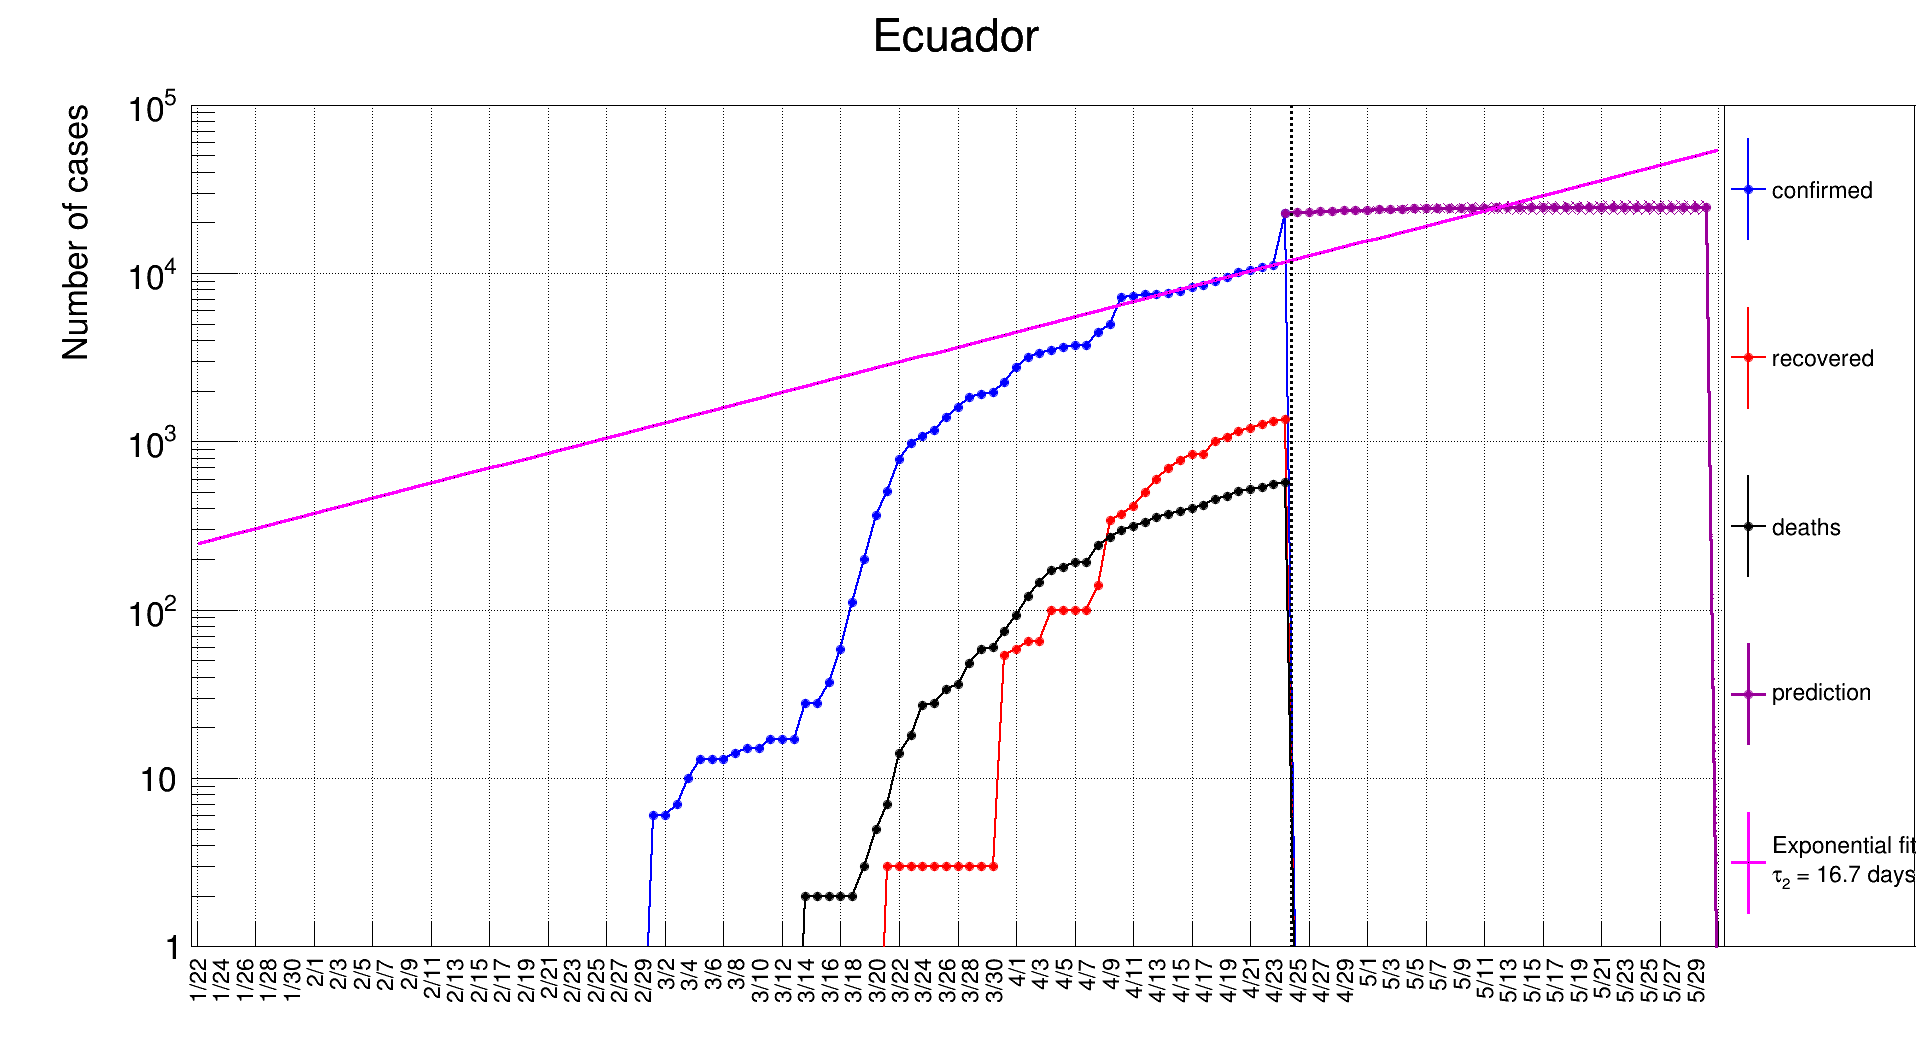 Ecuador
Number of cases
10^5
10^4
10^3
10^2
10
1
1/22 1/24 1/26 1/28 1/30 2/1 2/3 2/5 2/7 2/9 2/11 2/13 2/15 2/17 2/19 2/21 2/23 2/25 2/27 2/29 3/2 3/4 3/6 3/8 3/10 3/12 3/14 3/16 3/18 3/20 3/22 3/24 3/26 3/28 3/30 4/1 4/3 4/5 4/7 4/9 4/11 4/13 4/15 4/17 4/19 4/21 4/23 4/25 4/27 4/29 5/1 5/3 5/5 5/7 5/9 5/11 5/13 5/15 5/17 5/19 5/21 5/23 5/25 5/27 5/29
confirmed
recovered
deaths
prediction
Exponential fit
τ₂ = 16.7 days